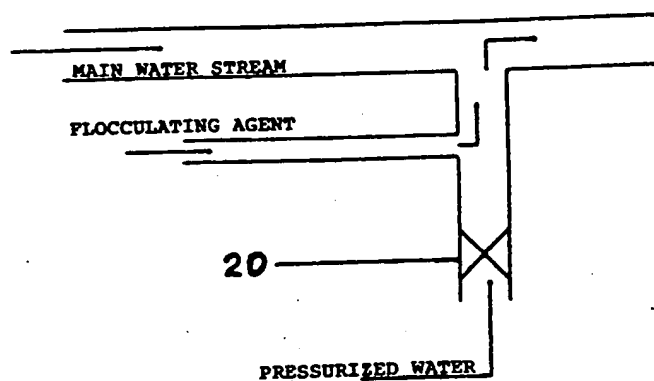 MAIN WATER STREAM
FLOCCULATING AGENT
20
PRESSURIZED WATER